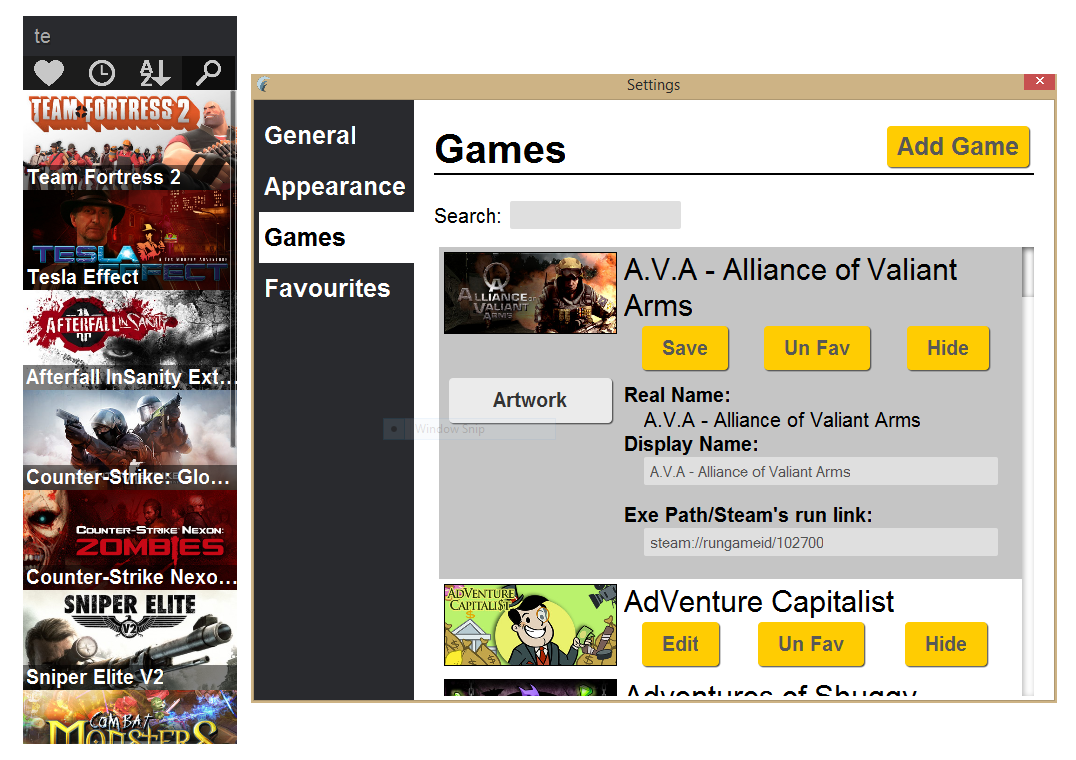 te
TEAM FORTRESS 2
Team Fortress 2
TESLA
EFFECT
Tesla Effect
AFTERFALL INSANITY
Afterfall InSanity Ext...
Counter-Strike: Glo...
COUNTER-STRIKE NEXON:
ZOMBIES
Counter-Strike Nexo...
SNIPER ELITE
V2
Sniper Elite V2
COMBAT
MONSTERS
Settings
General
Appearance
Games
Favourites
Games
Add Game
Search:
ALLIANCE OF
VALIANT
ARMS
A.V.A - Alliance of Valiant
Arms
Save
Un Fav
Hide
Artwork
Window Snip
Real Name:
A.V.A - Alliance of Valiant Arms
Display Name:
A.V.A - Alliance of Valiant Arms
Exe Path/Steam's run link:
steam://rungameid/102700
ADVENTURE
CAPITALI$T
AdVenture Capitalist
Edit
Un Fav
Hide
Adventures of Shuggy